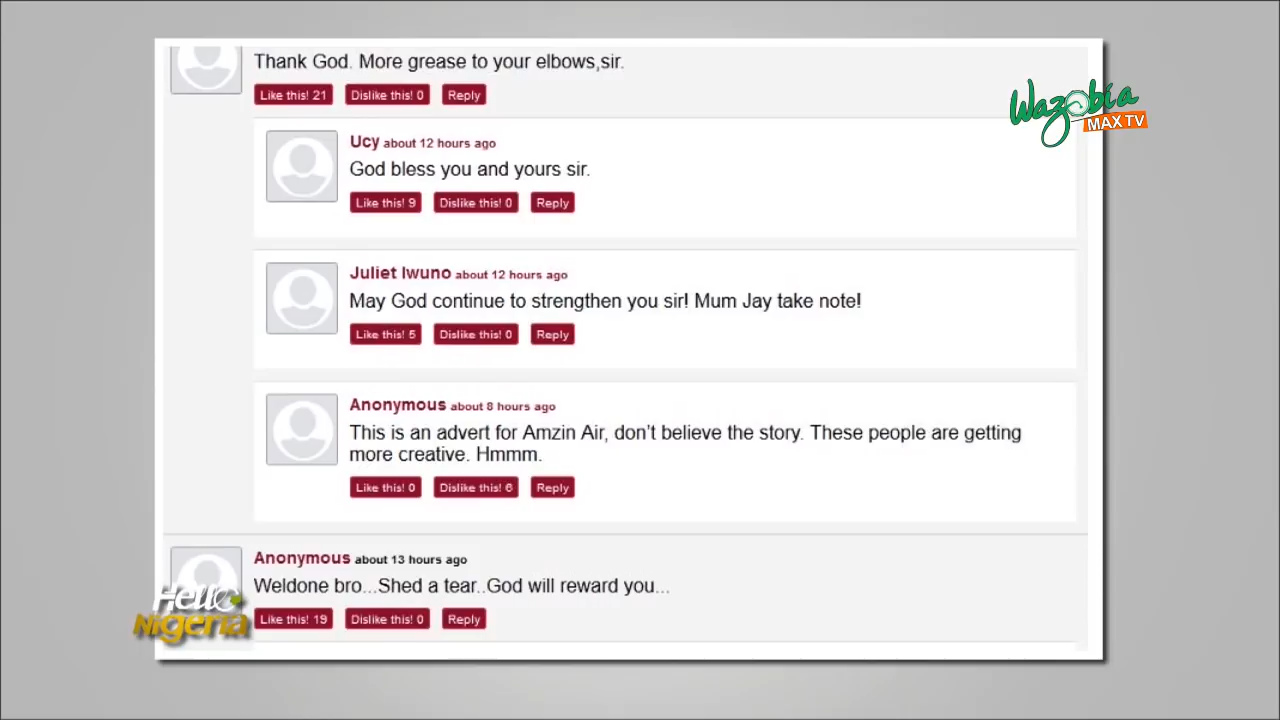 Thank God. More grease to your elbows,sir.
Like this! 21 Dislike this! 0 Reply
Wazobia
MAX TV
Ucy about 12 hours ago
God bless you and yours sir.
Like this! 9 Dislike this! 0 Reply
Juliet Iwuno about 12 hours ago
May God continue to strengthen you sir! Mum Jay take note!
Like this! 5 Dislike this! 0 Reply
Anonymous about 8 hours ago
This is an advert for Amzin Air, don't believe the story. These people are getting
more creative. Hmmm.
Like this! 0 Dislike this! 6 Reply
Anonymous about 13 hours ago
Weldone bro...Shed a tear..God will reward you...
Like this! 19 Dislike this! 0 Reply
Hello
Nigeria